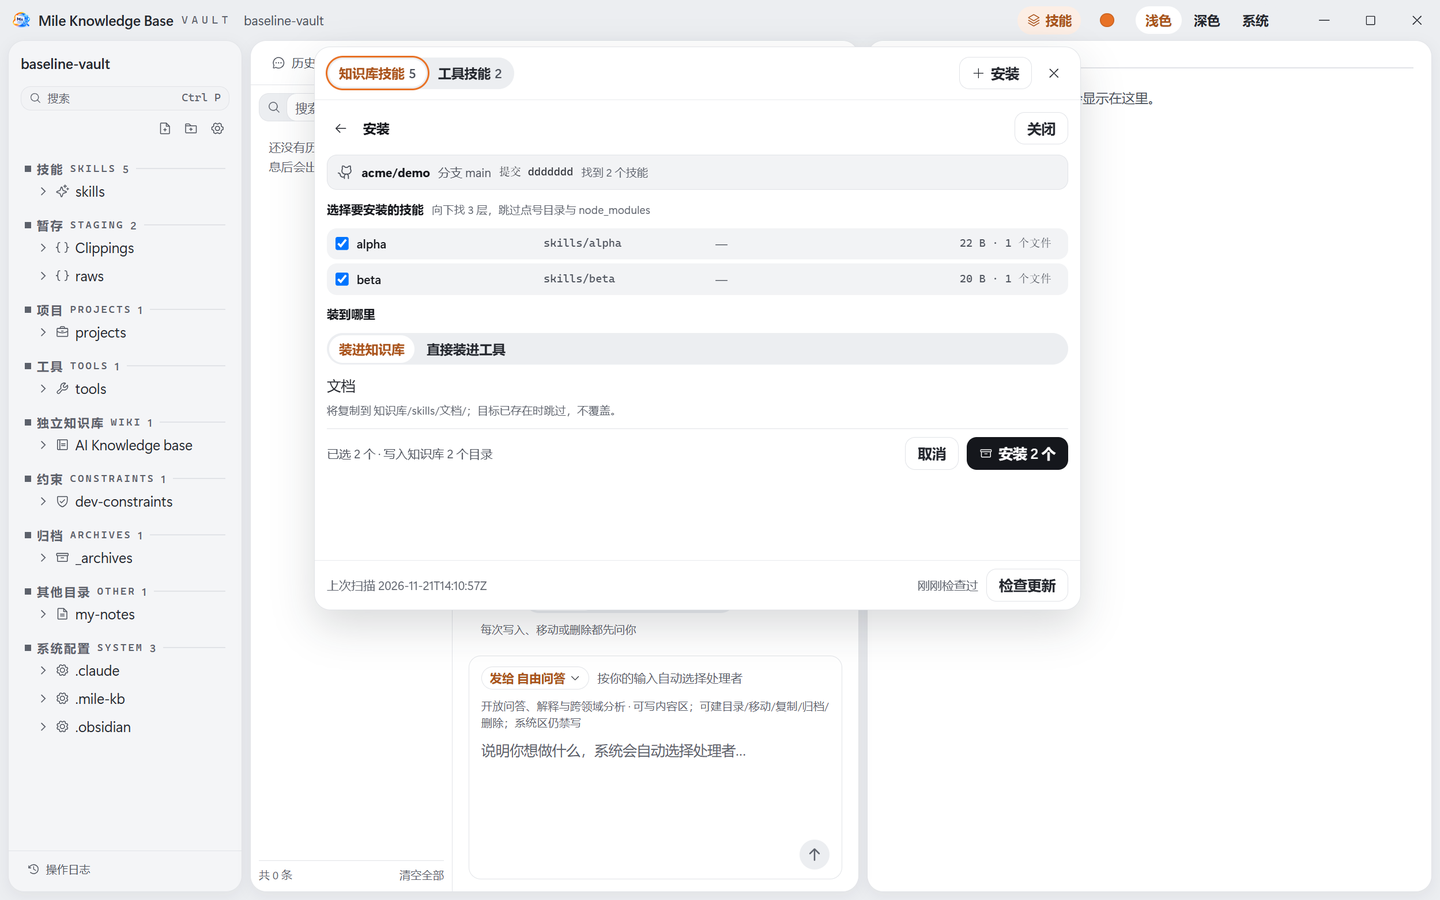 Mile Knowledge Base VAULT baseline-vault
技能 浅色 深色 系统
baseline-vault
搜索 Ctrl P
技能 SKILLS 5
skills
暂存 STAGING 2
Clippings
raws
项目 PROJECTS 1
projects
工具 TOOLS 1
tools
独立知识库 WIKI 1
AI Knowledge base
约束 CONSTRAINTS 1
dev-constraints
归档 ARCHIVES 1
_archives
其他目录 OTHER 1
my-notes
系统配置 SYSTEM 3
.claude
.mile-kb
.obsidian
操作日志
历史
搜索
还没有历
息后会出
共 0 条 清空全部
知识库技能 5 工具技能 2 安装
安装 关闭
acme/demo 分支 main 提交 ddddddd 找到 2 个技能
选择要安装的技能 向下找 3 层，跳过点号目录与 node_modules
alpha skills/alpha — 22 B · 1 个文件
beta skills/beta — 20 B · 1 个文件
装到哪里
装进知识库 直接装进工具
文档
将复制到 知识库/skills/文档/；目标已存在时跳过，不覆盖。
已选 2 个 · 写入知识库 2 个目录 取消 安装 2 个
上次扫描 2026-11-21T14:10:57Z 刚刚检查过 检查更新
每次写入、移动或删除都先问你
发给 自由问答 按你的输入自动选择处理者
开放问答、解释与跨领域分析 · 可写内容区；可建目录/移动/复制/归档/
删除；系统区仍禁写
说明你想做什么，系统会自动选择处理者...
显示在这里。